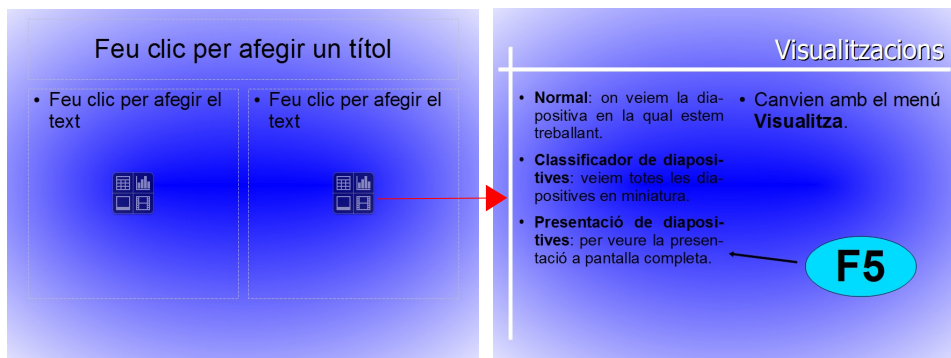 Feu clic per afegir un títol
• Feu clic per afegir el
text
• Feu clic per afegir el
text
Visualitzacions
• Normal: on veiem la dia-
positiva en la qual estem
treballant.
• Classificador de diaposi-
tives: veiem totes les dia-
positives en miniatura.
• Presentació de diaposi-
tives: per veure la presen-
tació a pantalla completa.
• Canvien amb el menú
Visualitza.
F5